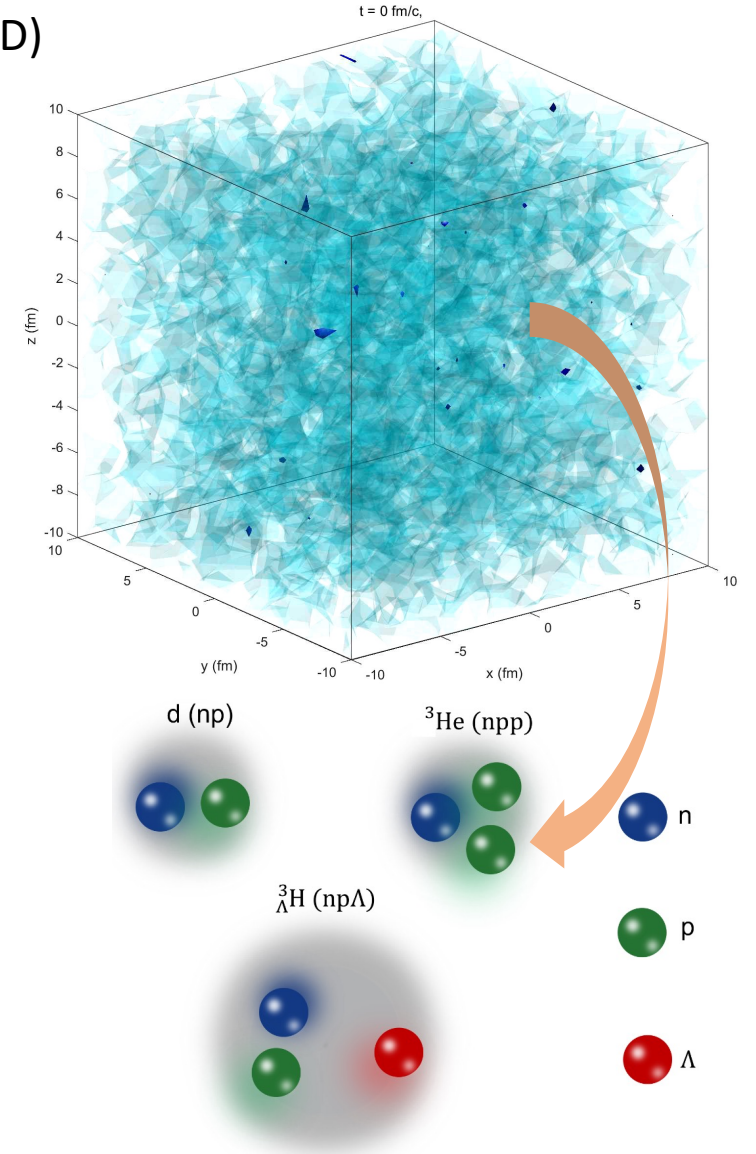 D)
t = 0 fm/c,
10
8
6
4
2
0
-2
-4
-6
-8
-10
z (fm)
10
5
0
-5
-10
y (fm)
-10
-5
0
5
10
x (fm)
d (np)
³He (npp)
n
p
³ΛH (npΛ)
Λ